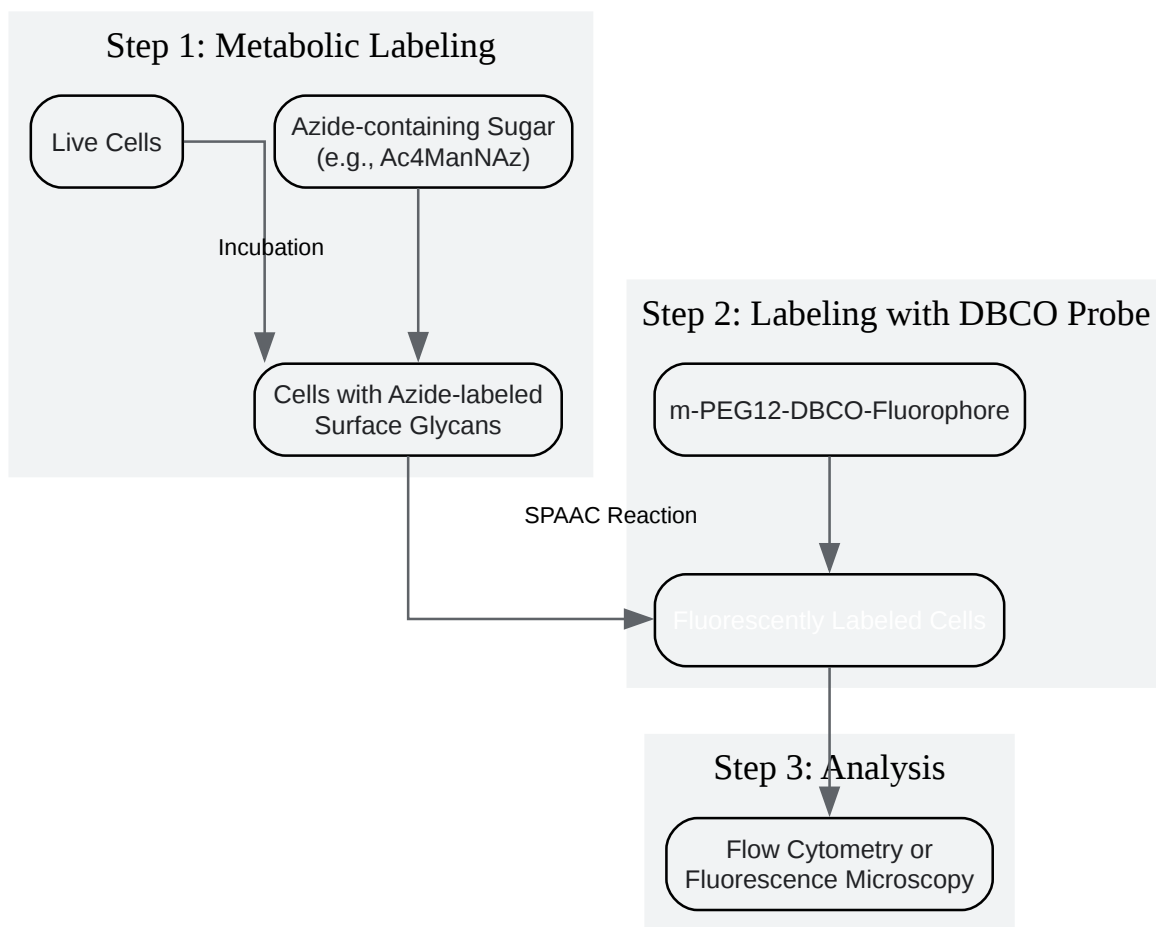 Step 1: Metabolic Labeling
Live Cells
Azide-containing Sugar
(e.g., Ac4ManNAz)
Incubation
Cells with Azide-labeled
Surface Glycans
Step 2: Labeling with DBCO Probe
m-PEG12-DBCO-Fluorophore
SPAAC Reaction
Fluorescently Labeled Cells
Step 3: Analysis
Flow Cytometry or
Fluorescence Microscopy